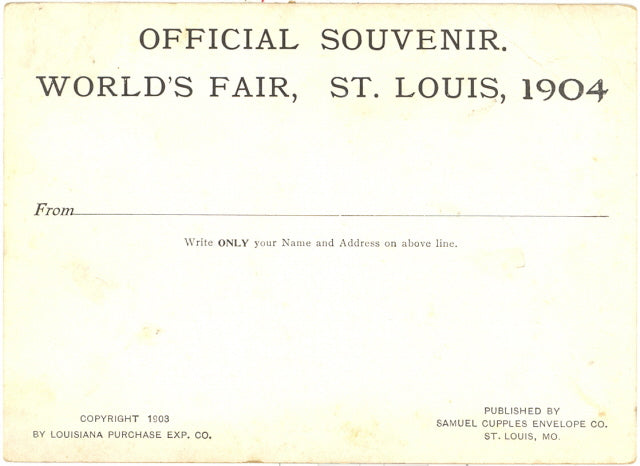 OFFICIAL SOUVENIR.
WORLD'S FAIR, ST. LOUIS, 1904
From
Write ONLY your Name and Address on above line.
COPYRIGHT 1903
BY LOUISIANA PURCHASE EXP. CO.
PUBLISHED BY
SAMUEL CUPPLES ENVELOPE CO.
ST. LOUIS, MO.